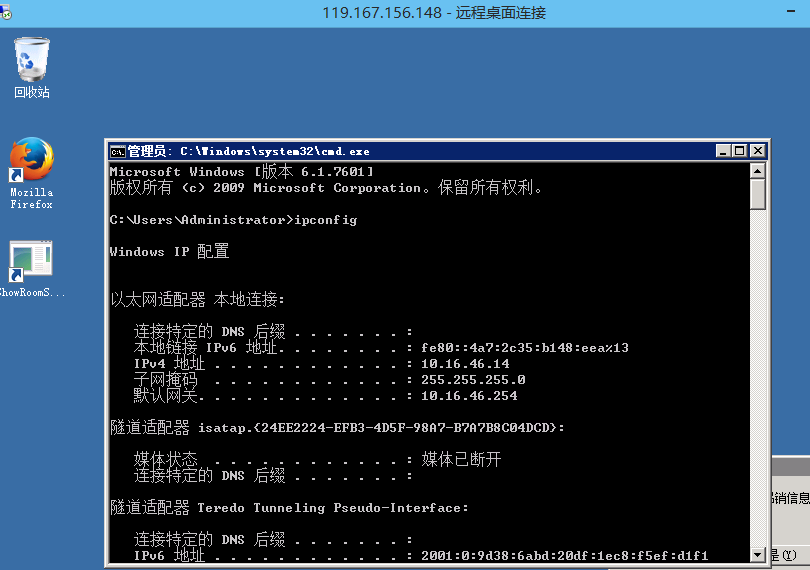 119.167.156.148 - 远程桌面连接
回收站
Mozilla
Firefox
ShowRoomS...
管理员: C:\Windows\system32\cmd.exe
Microsoft Windows [版本 6.1.7601]
版权所有 (c) 2009 Microsoft Corporation。保留所有权利。
C:\Users\Administrator>ipconfig
Windows IP 配置
以太网适配器 本地连接:
连接特定的 DNS 后缀 . . . . . . . :
本地链接 IPv6 地址. . . . . . . . : fe80::4a7:2c35:b148:eea%13
IPv4 地址 . . . . . . . . . . . . : 10.16.46.14
子网掩码 . . . . . . . . . . . . : 255.255.255.0
默认网关. . . . . . . . . . . . . : 10.16.46.254
隧道适配器 isatap.{24EE2224-EFB3-4D5F-98A7-B7A7B8C04DCD}:
媒体状态 . . . . . . . . . . . . : 媒体已断开
连接特定的 DNS 后缀 . . . . . . . :
隧道适配器 Teredo Tunneling Pseudo-Interface:
连接特定的 DNS 后缀 . . . . . . . :
IPv6 地址 . . . . . . . . . . . . : 2001:0:9d38:6abd:20df:1ec8:f5ef:d1f1
销信息
是(Y)